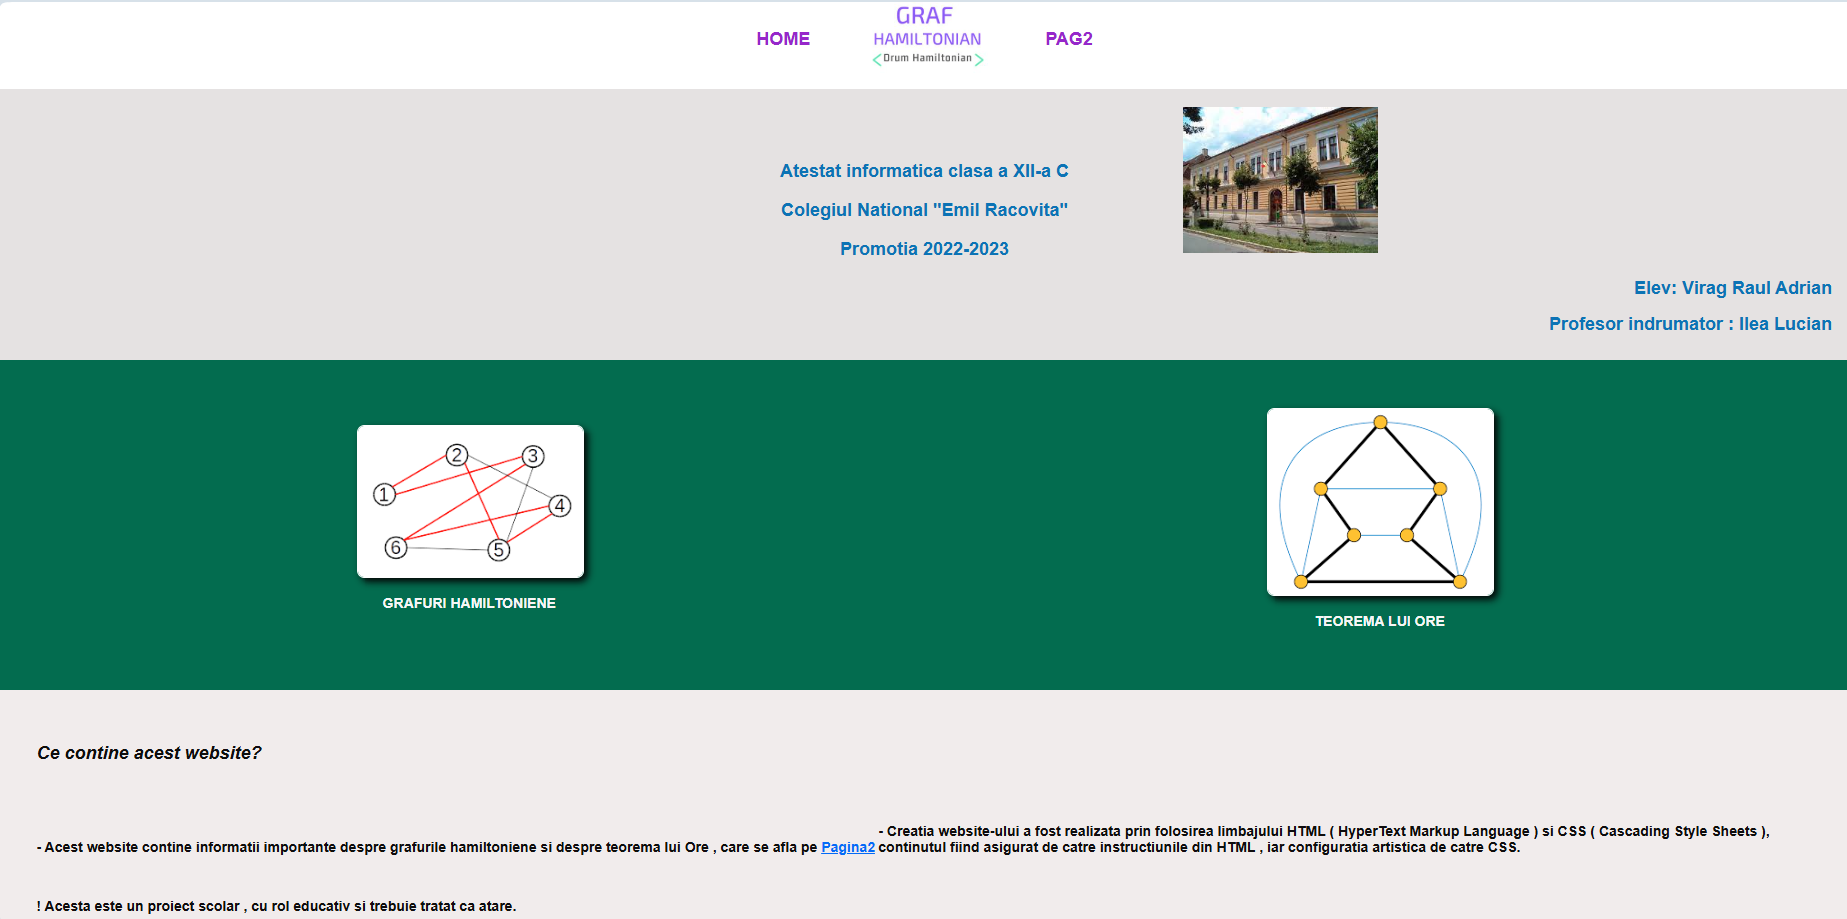 HOME
GRAF
HAMILTONIAN
<Drum Hamiltonian>
PAG2
Atestat informatica clasa a XII-a C
Colegiul National "Emil Racovita"
Promotia 2022-2023
Elev: Virag Raul Adrian
Profesor indrumator : Ilea Lucian
1
2
3
4
5
6
GRAFURI HAMILTONIENE
TEOREMA LUI ORE
Ce contine acest website?
- Acest website contine informatii importante despre grafurile hamiltoniene si despre teorema lui Ore , care se afla pe Pagina2
- Creatia website-ului a fost realizata prin folosirea limbajului HTML ( HyperText Markup Language ) si CSS ( Cascading Style Sheets ),
continutul fiind asigurat de catre instructiunile din HTML , iar configuratia artistica de catre CSS.
! Acesta este un proiect scolar , cu rol educativ si trebuie tratat ca atare.